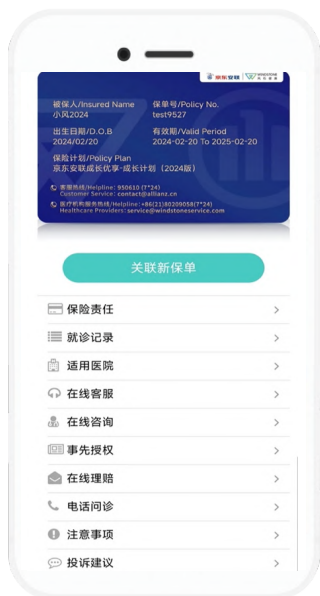 京东安联 WINDSTONE
被保人/Insured Name 保单号/Policy No.
小风2024 test9527
出生日期/D.O.B 有效期/Valid Period
2024/02/20 2024-02-20 To 2025-02-20
保险计划/Policy Plan
京东安联成长优享-成长计划（2024版）
客服热线/Helpline: 950610 (7*24)
Customer Service: contact@allianz.cn
医疗机构服务热线/Helpline:+86(21)80209058(7*24)
Healthcare Providers:service@windstoneservice.com
关联新保单
保险责任
就诊记录
适用医院
在线客服
在线咨询
事先授权
在线理赔
电话问诊
注意事项
投诉建议